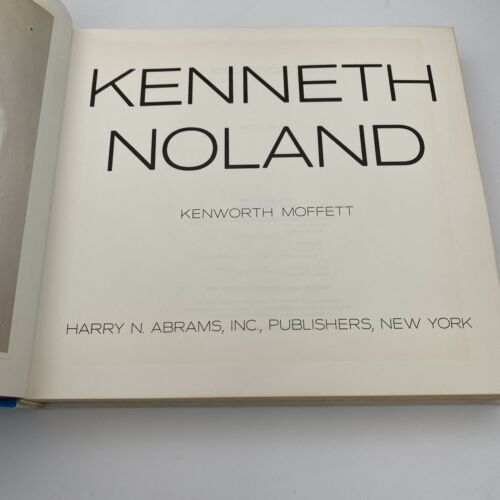 KENNETH
NOLAND
KENWORTH MOFFETT
HARRY N. ABRAMS, INC., PUBLISHERS, NEW YORK